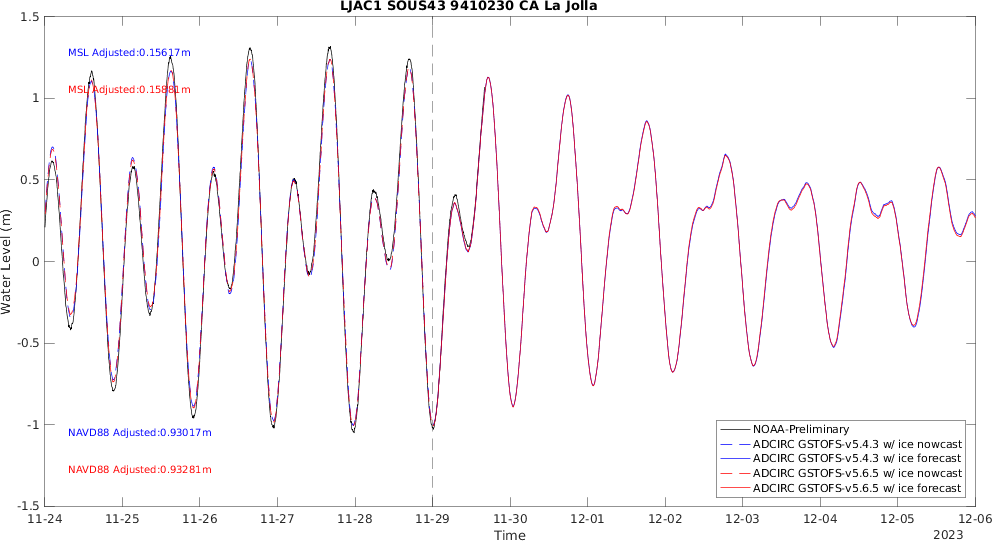 LJAC1 SOUS43 9410230 CA La Jolla
1.5
1
0.5
0
-0.5
-1
-1.5
Water Level (m)
MSL Adjusted:0.15617m
MSL Adjusted:0.15881m
NAVD88 Adjusted:0.93017m
NAVD88 Adjusted:0.93281m
NOAA-Preliminary
ADCIRC GSTOFS-v5.4.3 w/ ice nowcast
ADCIRC GSTOFS-v5.4.3 w/ ice forecast
ADCIRC GSTOFS-v5.6.5 w/ ice nowcast
ADCIRC GSTOFS-v5.6.5 w/ ice forecast
11-24 11-25 11-26 11-27 11-28 11-29 11-30 12-01 12-02 12-03 12-04 12-05 12-06
Time
2023